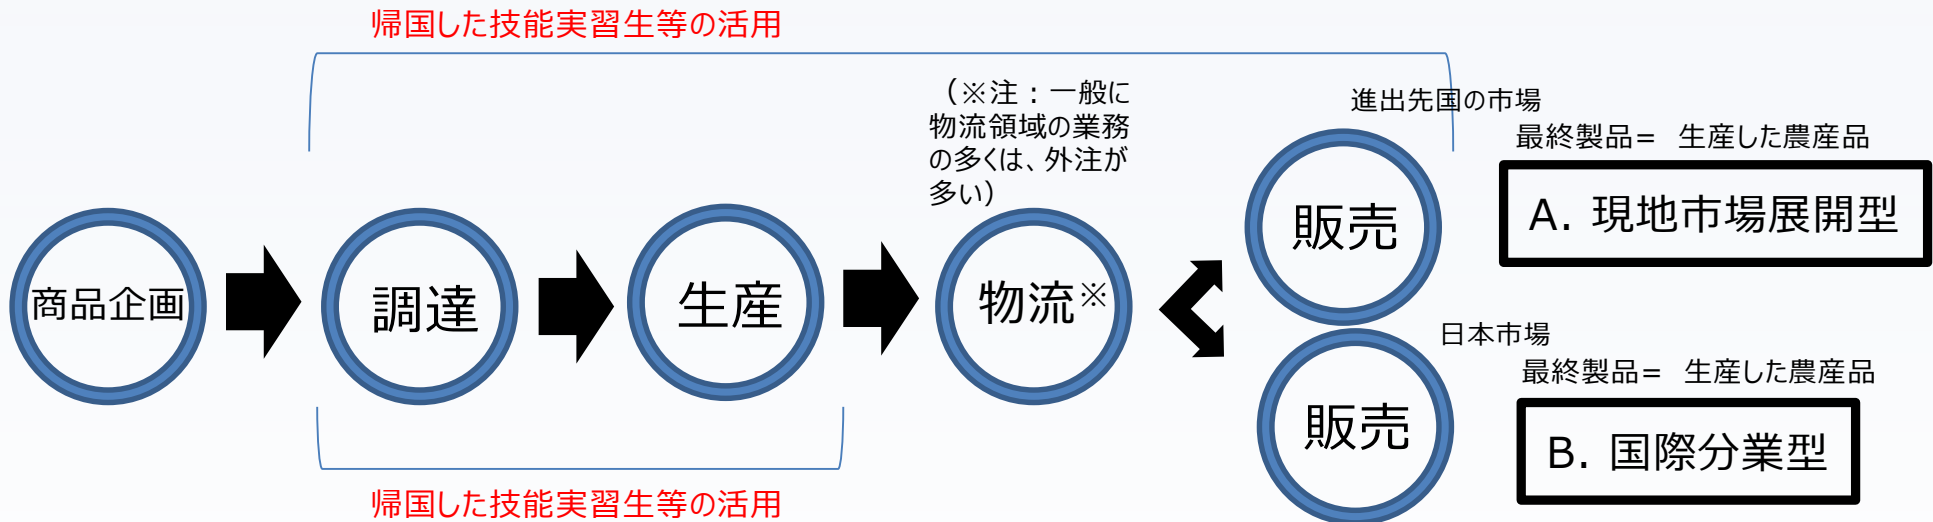 帰国した技能実習生等の活用
（※注：一般に
物流領域の業務
の多くは、外注が
多い）
進出先国の市場
最終製品=　生産した農産品
A. 現地市場展開型
商品企画
調達
生産
物流※
販売
日本市場
最終製品=　生産した農産品
販売
B. 国際分業型
帰国した技能実習生等の活用